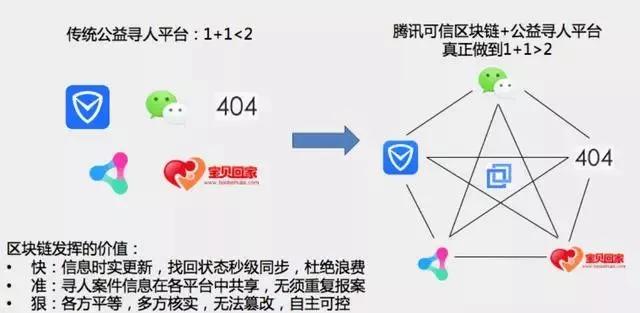 传统公益寻人平台：1+1<2
腾讯可信区块链+公益寻人平台
真正做到1+1>2
404
宝贝回家
404
宝贝回家
区块链发挥的价值：
• 快：信息时实更新，找回状态秒级同步，杜绝浪费
• 准：寻人案件信息在各平台中共享，无须重复报案
• 狠：各方平等，多方核实，无法篡改，自主可控